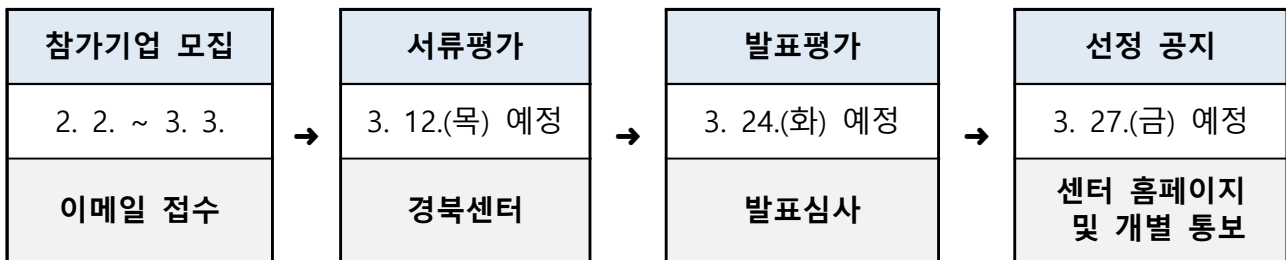 참가기업 모집
2. 2. ~ 3. 3.
이메일 접수
➜
서류평가
3. 12.(목) 예정
경북센터
➜
발표평가
3. 24.(화) 예정
발표심사
➜
선정 공지
3. 27.(금) 예정
센터 홈페이지
및 개별 통보